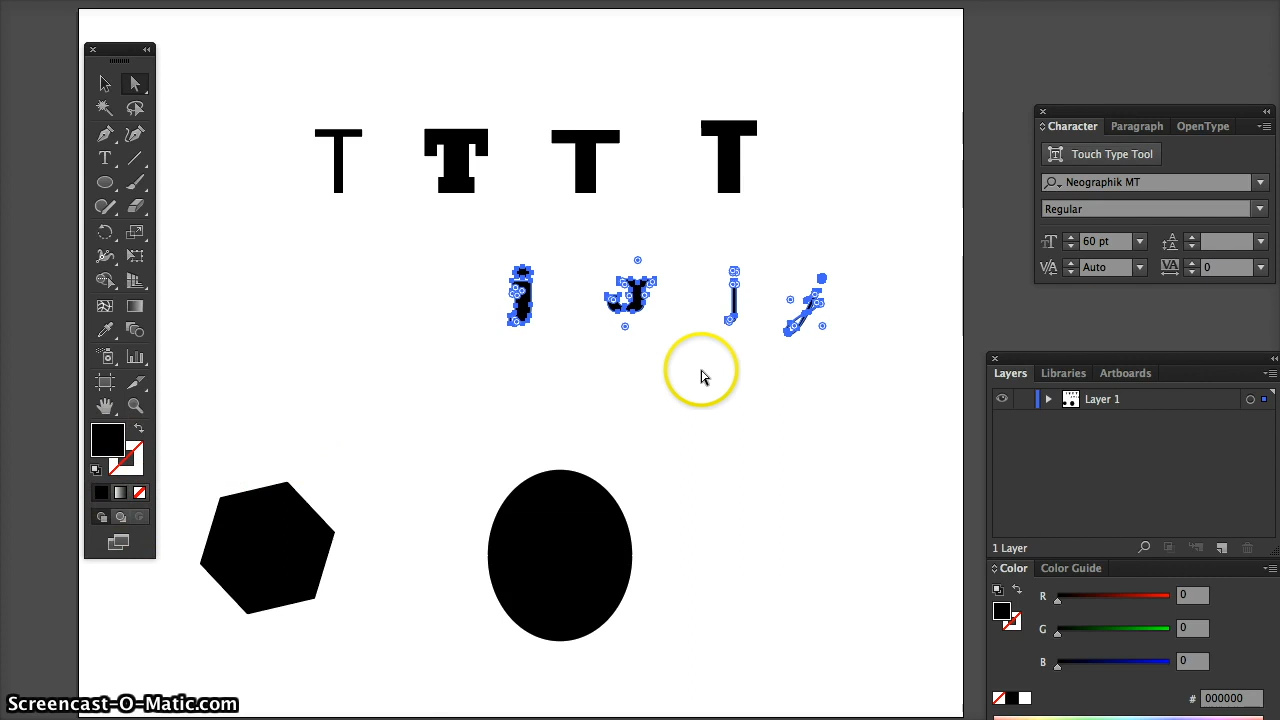 T T T T
j J j j
Character Paragraph OpenType
Touch Type Tool
Neographik MT
Regular
60 pt
Auto 0
Layers Libraries Artboards
Layer 1
1 Layer
Color Color Guide
R 0
G 0
B 0
# 000000
Screencast-O-Matic.com